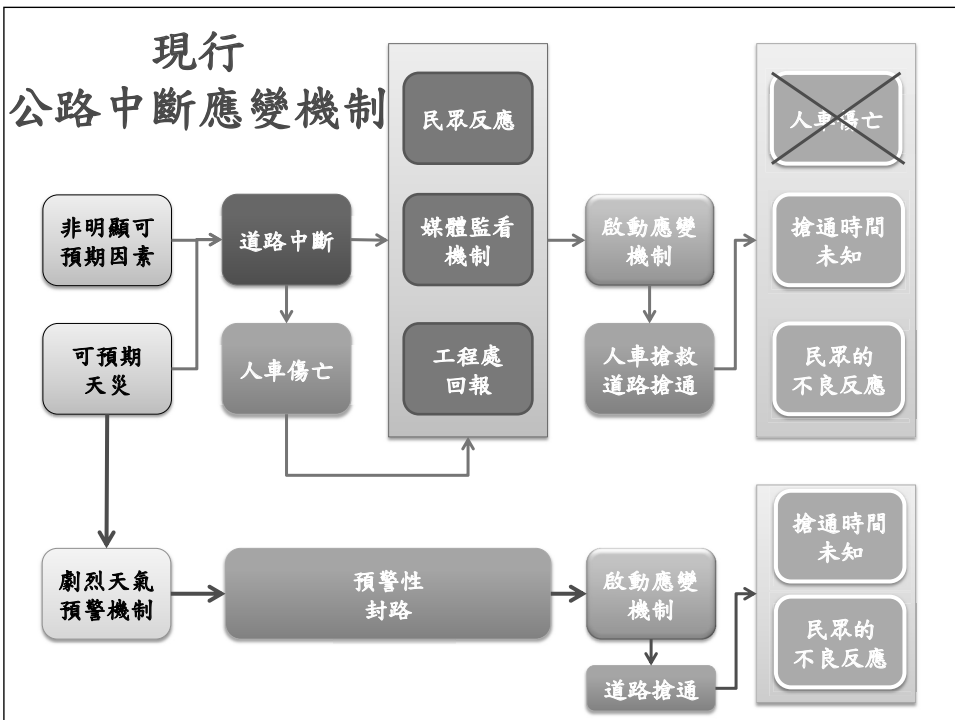 現行
公路中斷應變機制
民眾反應
人車傷亡
非明顯可
預期因素
道路中斷
媒體監看
機制
啟動應變
機制
搶通時間
未知
可預期
天災
人車傷亡
工程處
回報
人車搶救
道路搶通
民眾的
不良反應
劇烈天氣
預警機制
預警性
封路
啟動應變
機制
道路搶通
搶通時間
未知
民眾的
不良反應